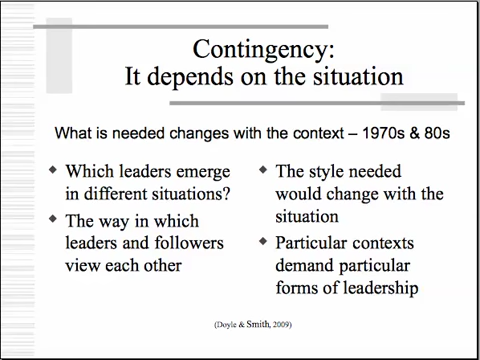 Contingency:
It depends on the situation
What is needed changes with the context – 1970s & 80s
Which leaders emerge
in different situations?
The way in which
leaders and followers
view each other
The style needed
would change with the
situation
Particular contexts
demand particular
forms of leadership
(Doyle & Smith, 2009)